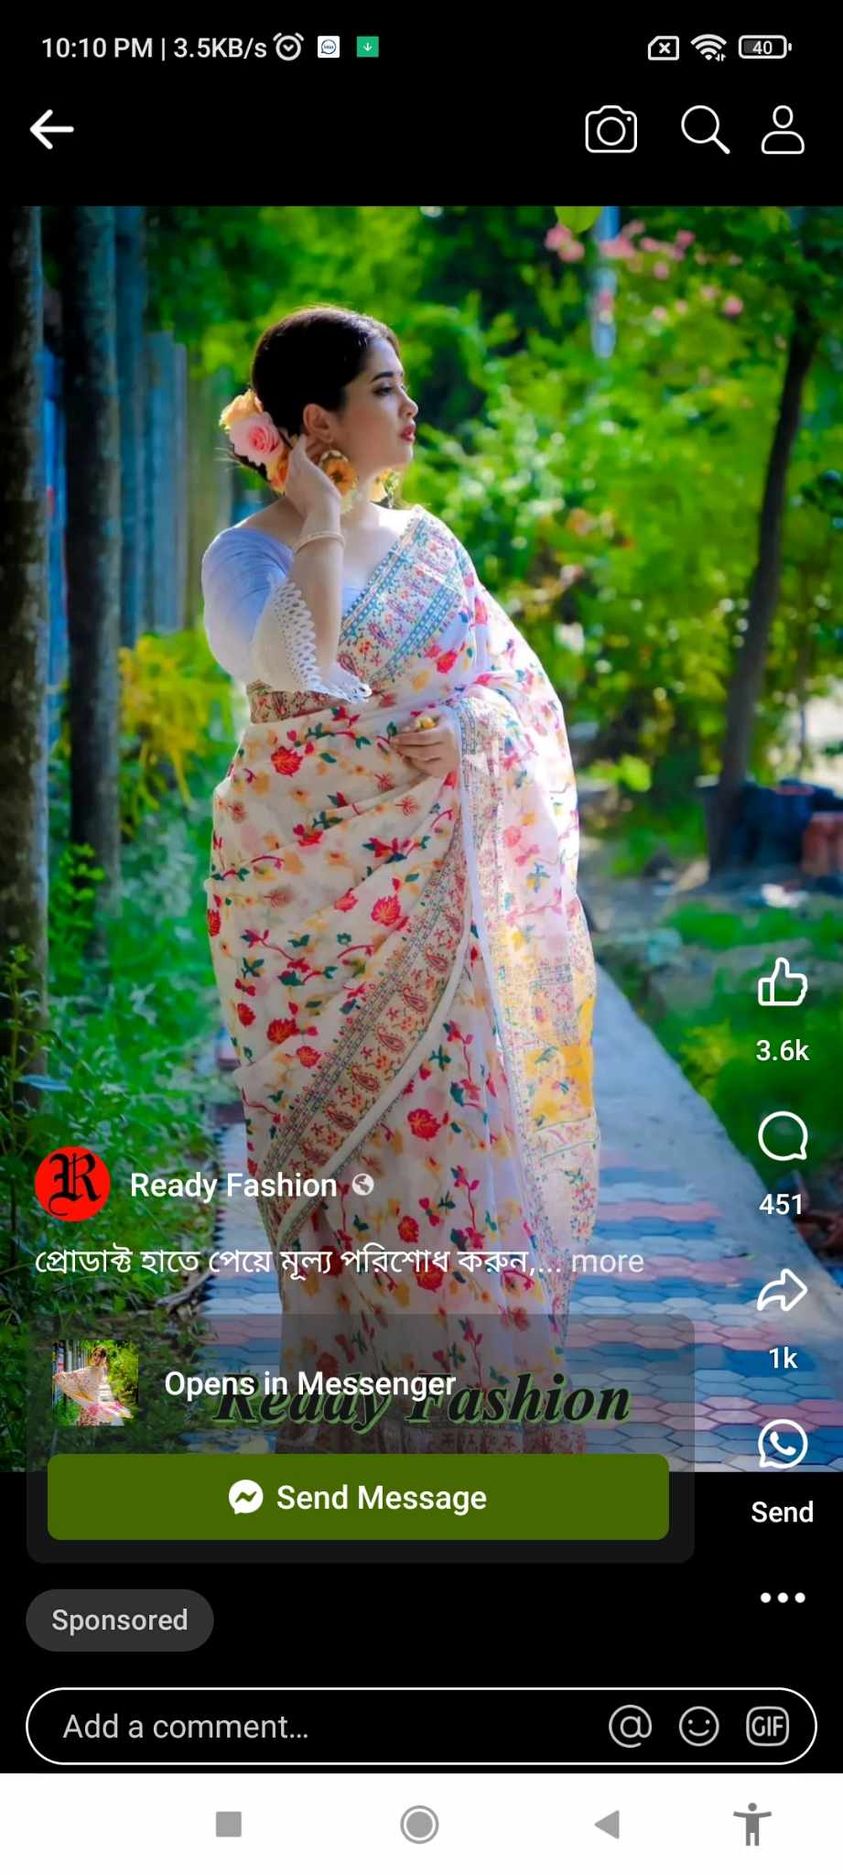 10:10 PM | 3.5KB/s
40
3.6k
451
Ready Fashion
প্রোডাক্ট হাতে পেয়ে মূল্য পরিশোধ করুন,... more
1k
Opens in Messenger
Ready Fashion
Send Message
Send
Sponsored
Add a comment...
GIF